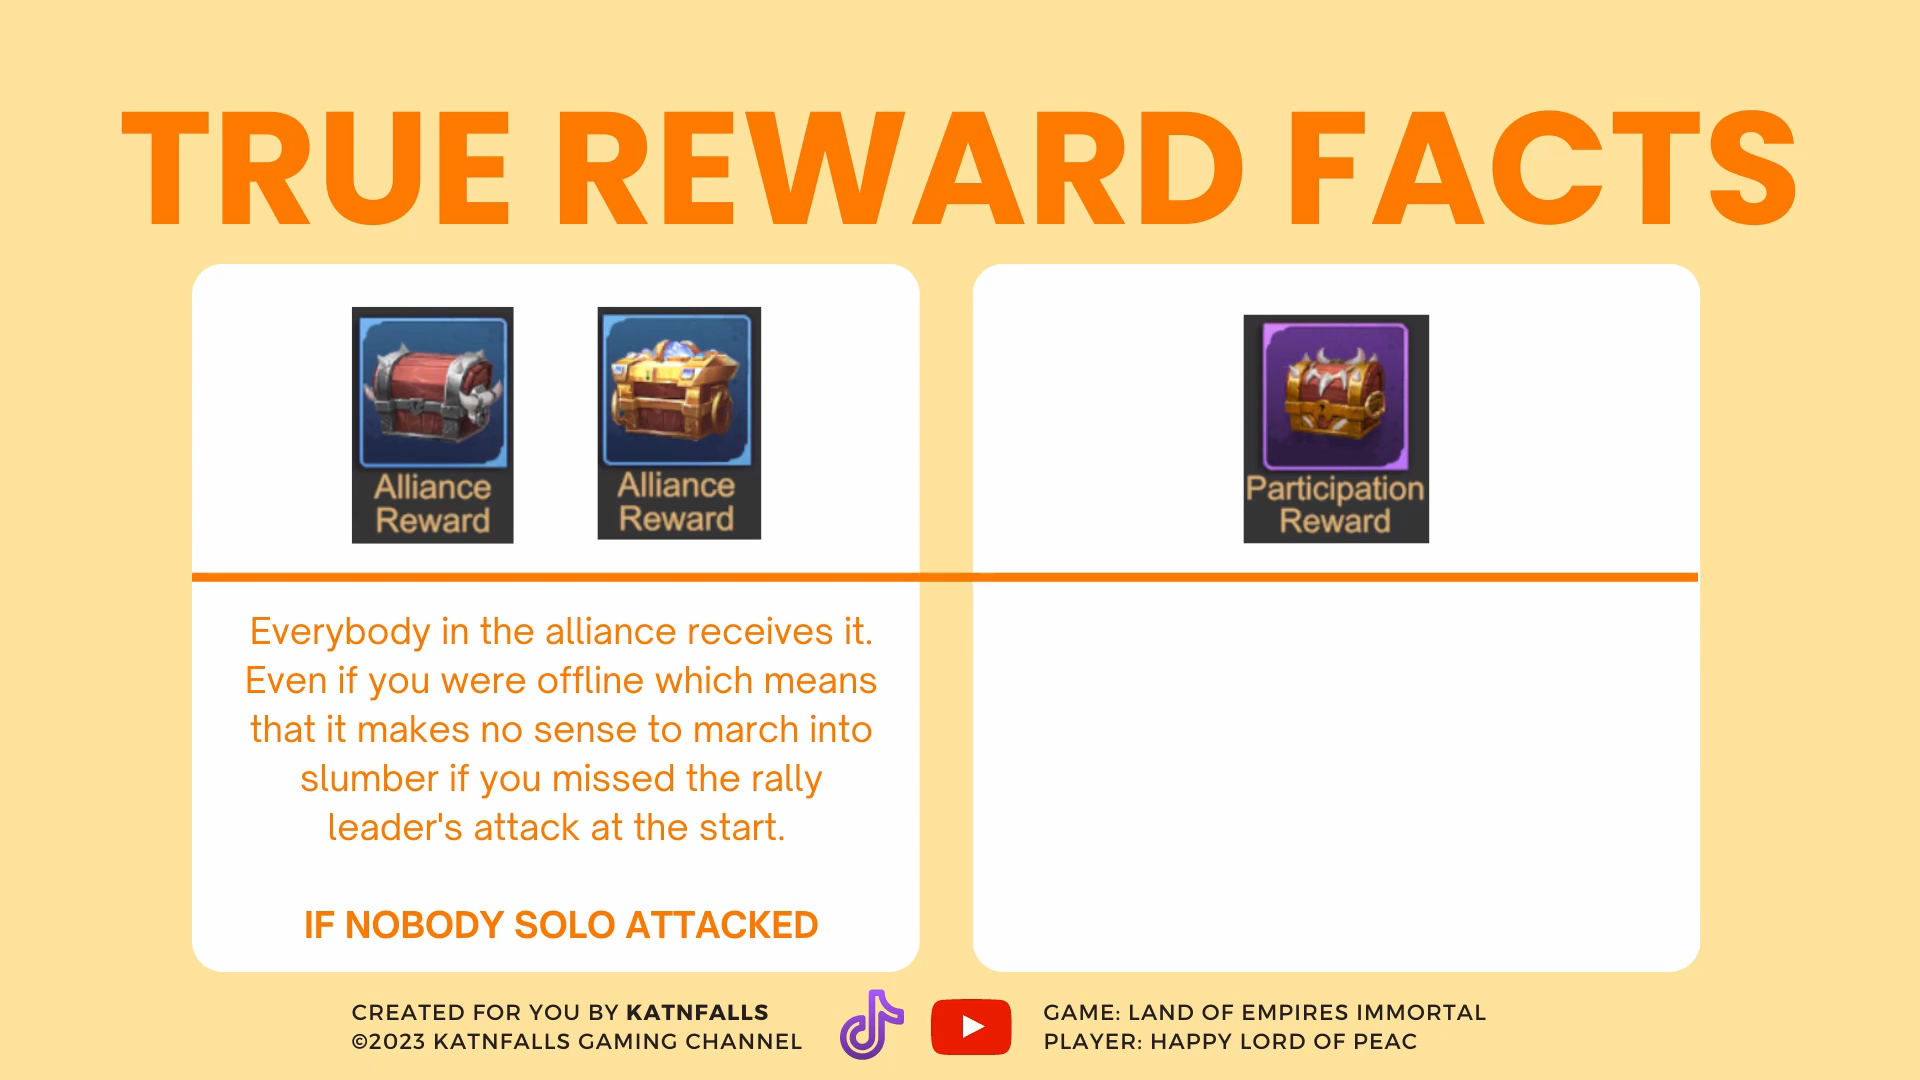 TRUE REWARD FACTS
Alliance
Reward
Alliance
Reward
Participation
Reward
Everybody in the alliance receives it.
Even if you were offline which means
that it makes no sense to march into
slumber if you missed the rally
leader's attack at the start.
IF NOBODY SOLO ATTACKED
CREATED FOR YOU BY KATNFALLS
©2023 KATNFALLS GAMING CHANNEL
GAME: LAND OF EMPIRES IMMORTAL
PLAYER: HAPPY LORD OF PEAC